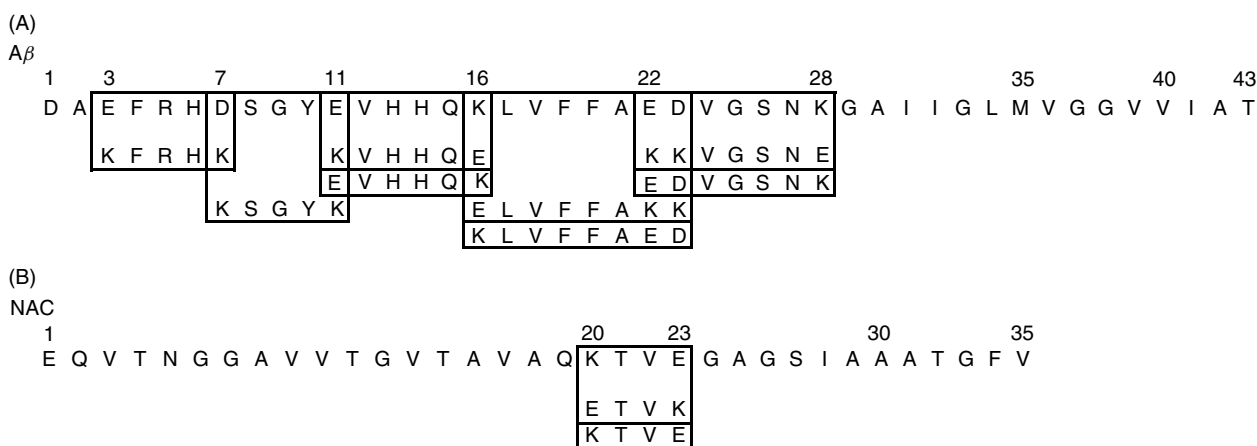 (A)
Aβ
1 3 7 11 16 22 28 35 40 43
D A E F R H D S G Y E V H H Q K L V F F A E D V G S N K G A I I G L M V G G V V I A T
K F R H K K V H H Q E K K V G S N E
E V H H Q K E D V G S N K
K S G Y K E L V F F A K K
K L V F F A E D
(B)
NAC
1 20 23 30 35
E Q V T N G G A V V T G V T A V A Q K T V E G A G S I A A A T G F V
E T V K
K T V E